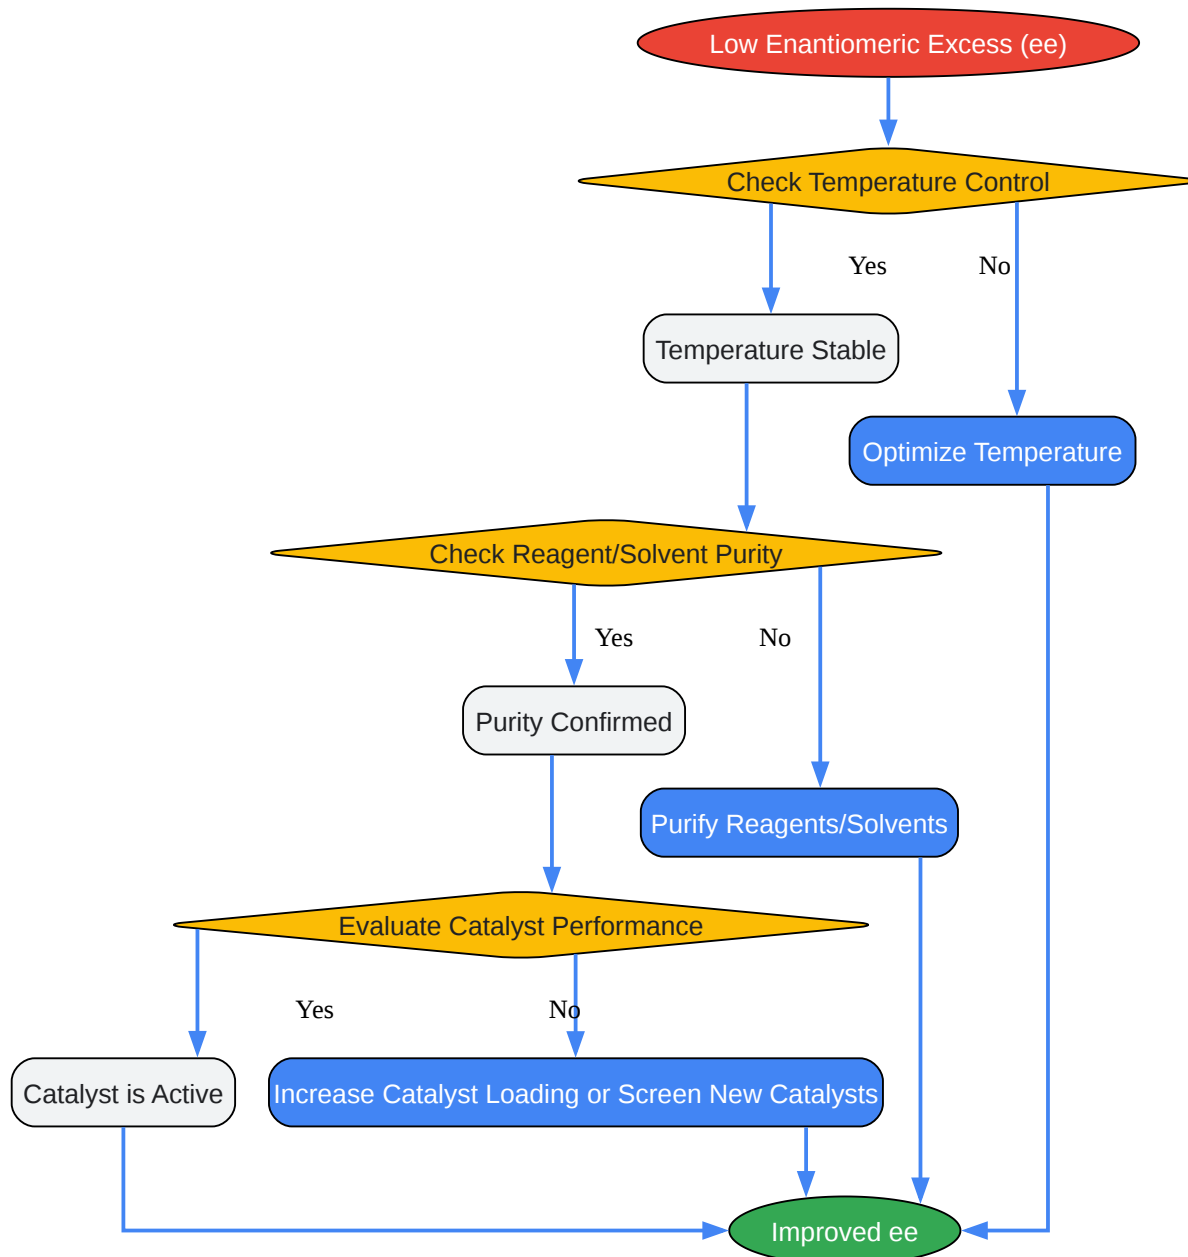 Low Enantiomeric Excess (ee)
Check Temperature Control
Yes
No
Temperature Stable
Optimize Temperature
Check Reagent/Solvent Purity
Yes
No
Purity Confirmed
Purify Reagents/Solvents
Evaluate Catalyst Performance
Yes
No
Catalyst is Active
Increase Catalyst Loading or Screen New Catalysts
Improved ee